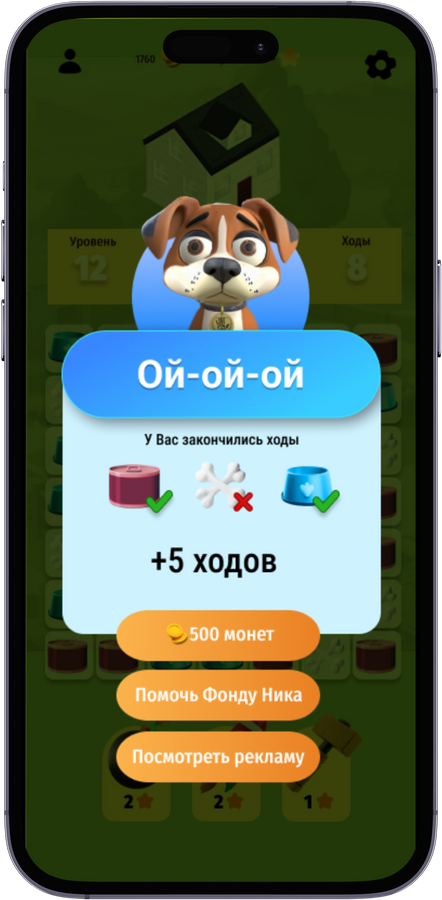 1760
Уровень
Ходы
12
8
Ой-ой-ой
У Вас закончились ходы
+5 ходов
500 монет
Помочь Фонду Ника
Посмотреть рекламу
2
2
1